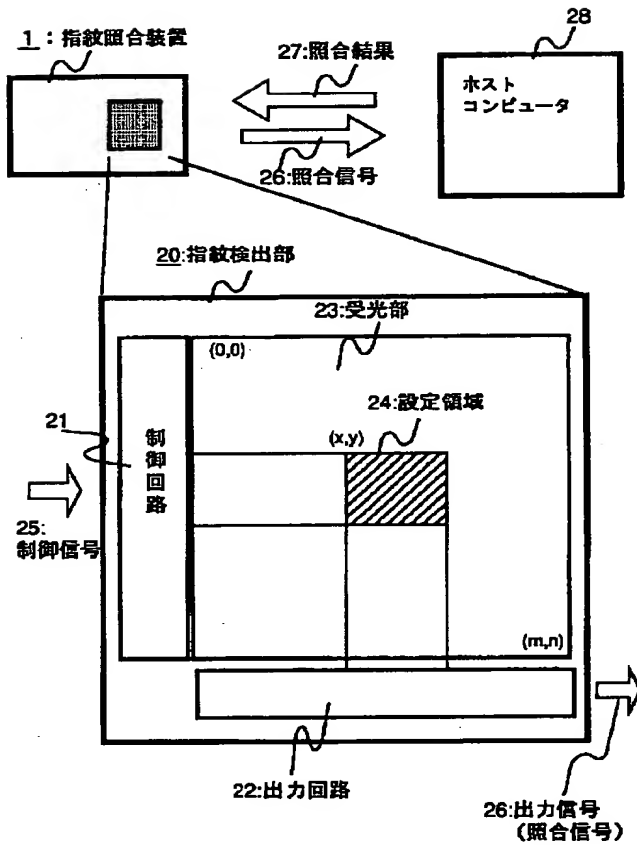 1：指紋照合装置
27:照合結果
28
ホスト
コンピュータ
26:照合信号
20:指紋検出部
23:受光部
(0,0)
24:設定領域
(x,y)
21
制御回路
25:
制御信号
(m,n)
22:出力回路
26:出力信号
（照合信号）